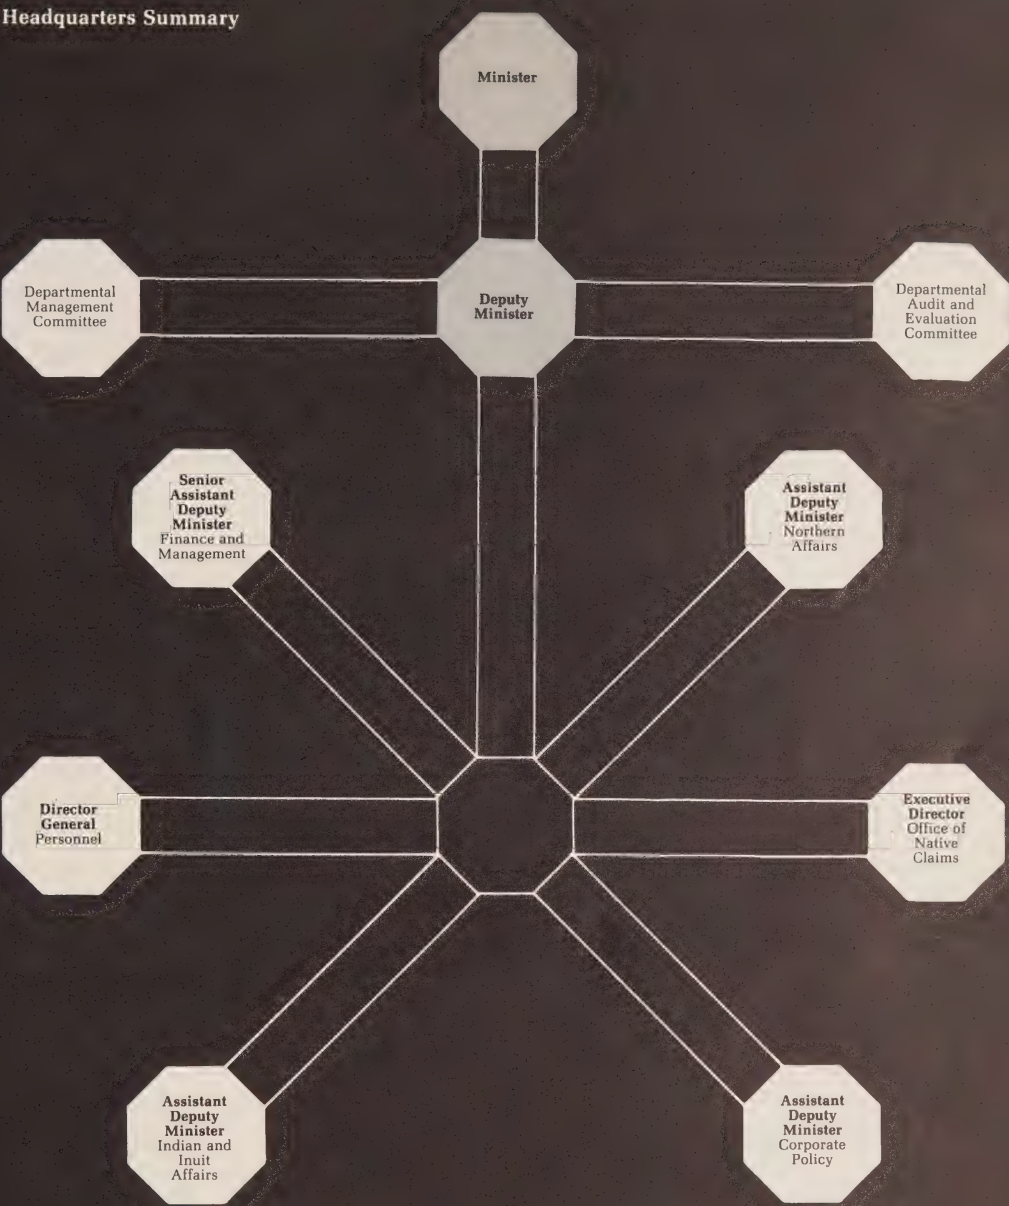 Headquarters Summary
Minister
Departmental
Management
Committee
Deputy
Minister
Departmental
Audit and
Evaluation
Committee
Senior
Assistant
Deputy
Minister
Finance and
Management
Assistant
Deputy
Minister
Northern
Affairs
Director
General
Personnel
Executive
Director
Office of
Native
Claims
Assistant
Deputy
Minister
Indian and
Inuit
Affairs
Assistant
Deputy
Minister
Corporate
Policy